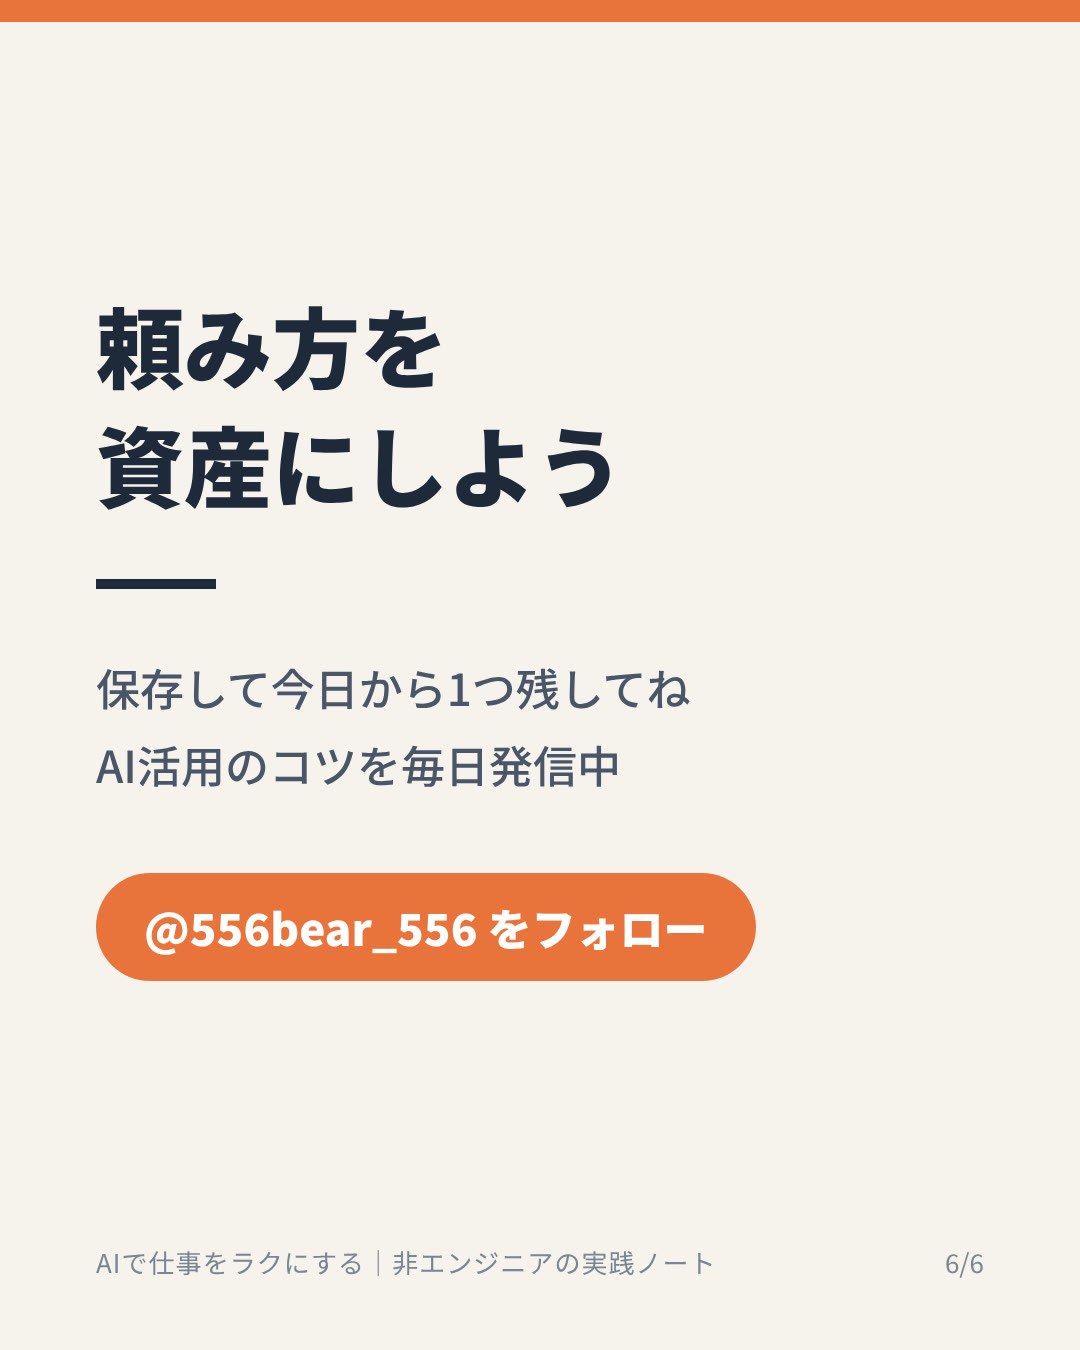 頼み方を
資産にしよう
保存して今日から1つ残してね
AI活用のコツを毎日発信中
@556bear_556 をフォロー
AIで仕事をラクにする｜非エンジニアの実践ノート
6/6